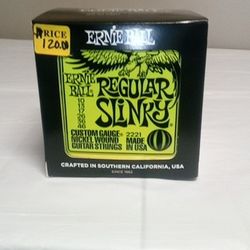 PRICE
120.00
ERNIE BALL
ERNIE
BALL
REGULAR
SLINKY
10
13
17
26
36
46
CUSTOM GAUGE
NICKEL WOUND
GUITAR STRINGS
2221
MADE IN
USA
CRAFTED IN SOUTHERN CALIFORNIA, USA
SINCE 1962